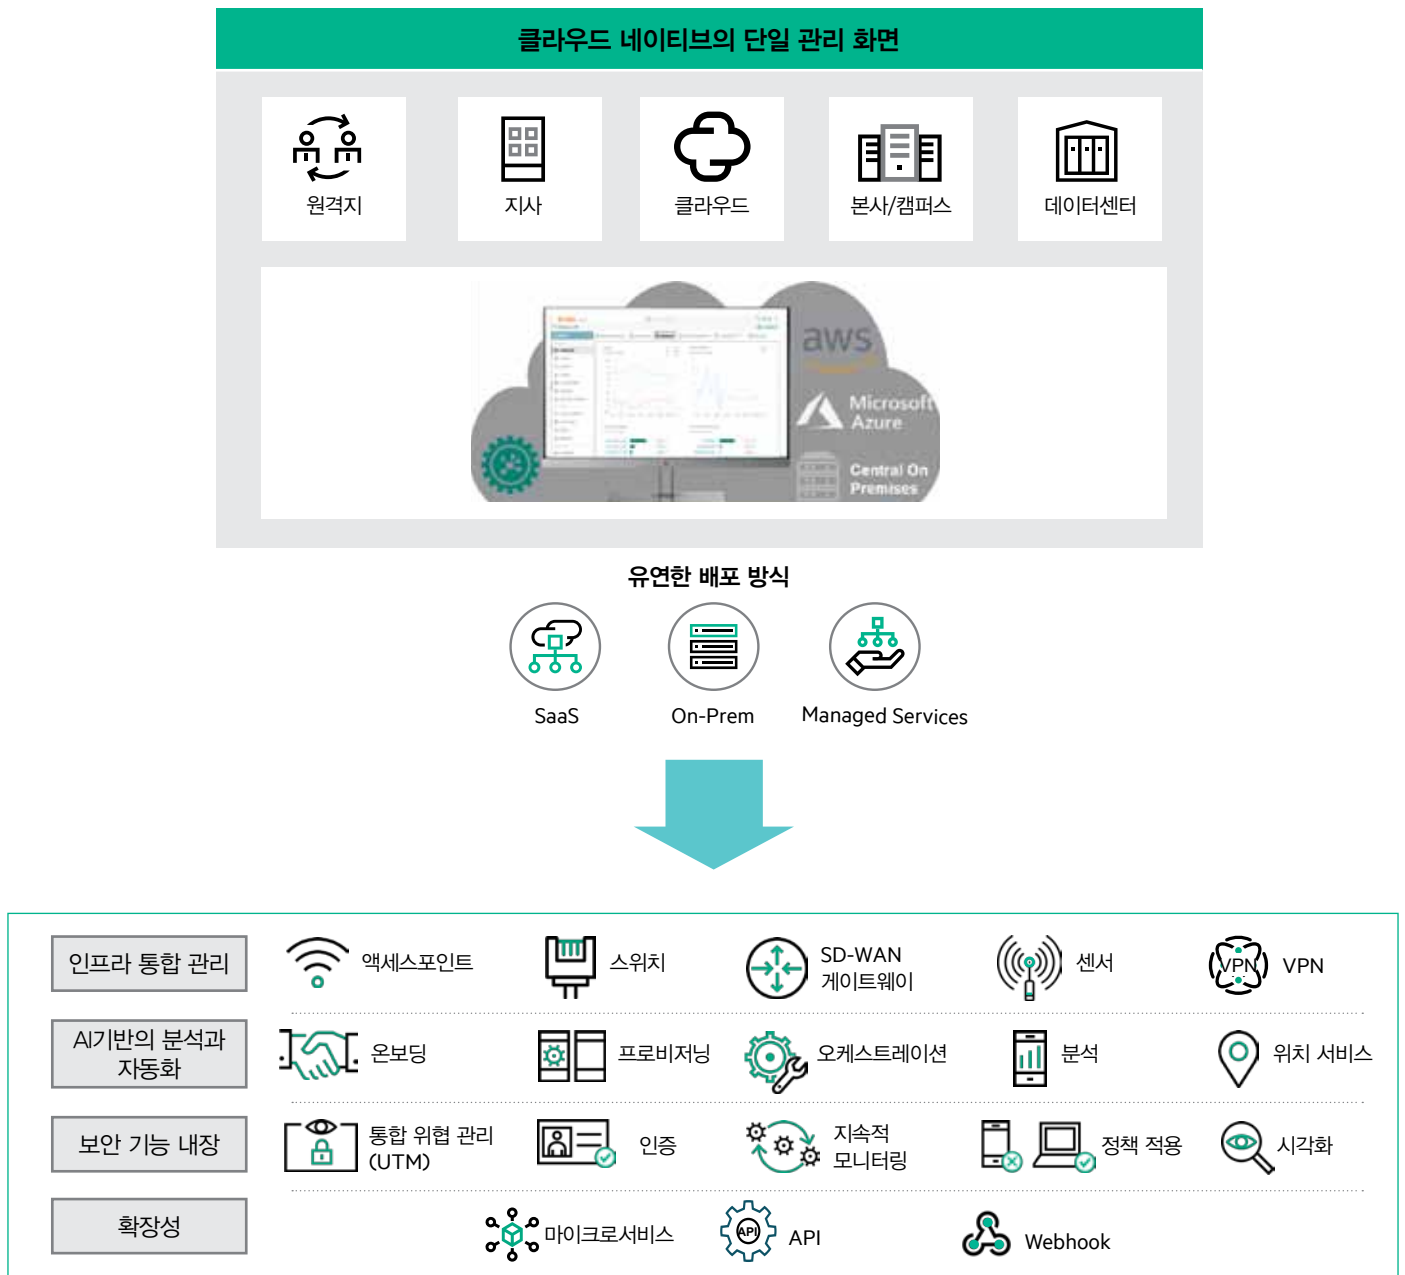 클라우드 네이티브의 단일 관리 화면
원격지
지사
클라우드
본사/캠퍼스
데이터센터
aws
Microsoft
Azure
Central On
Premises
유연한 배포 방식
SaaS
On-Prem
Managed Services
인프라 통합 관리
액세스포인트
스위치
SD-WAN
게이트웨이
센서
VPN
VPN
AI기반의 분석과
자동화
온보딩
프로비저닝
오케스트레이션
분석
위치 서비스
보안 기능 내장
통합 위협 관리
(UTM)
인증
지속적
모니터링
정책 적용
시각화
확장성
마이크로서비스
API
API
Webhook